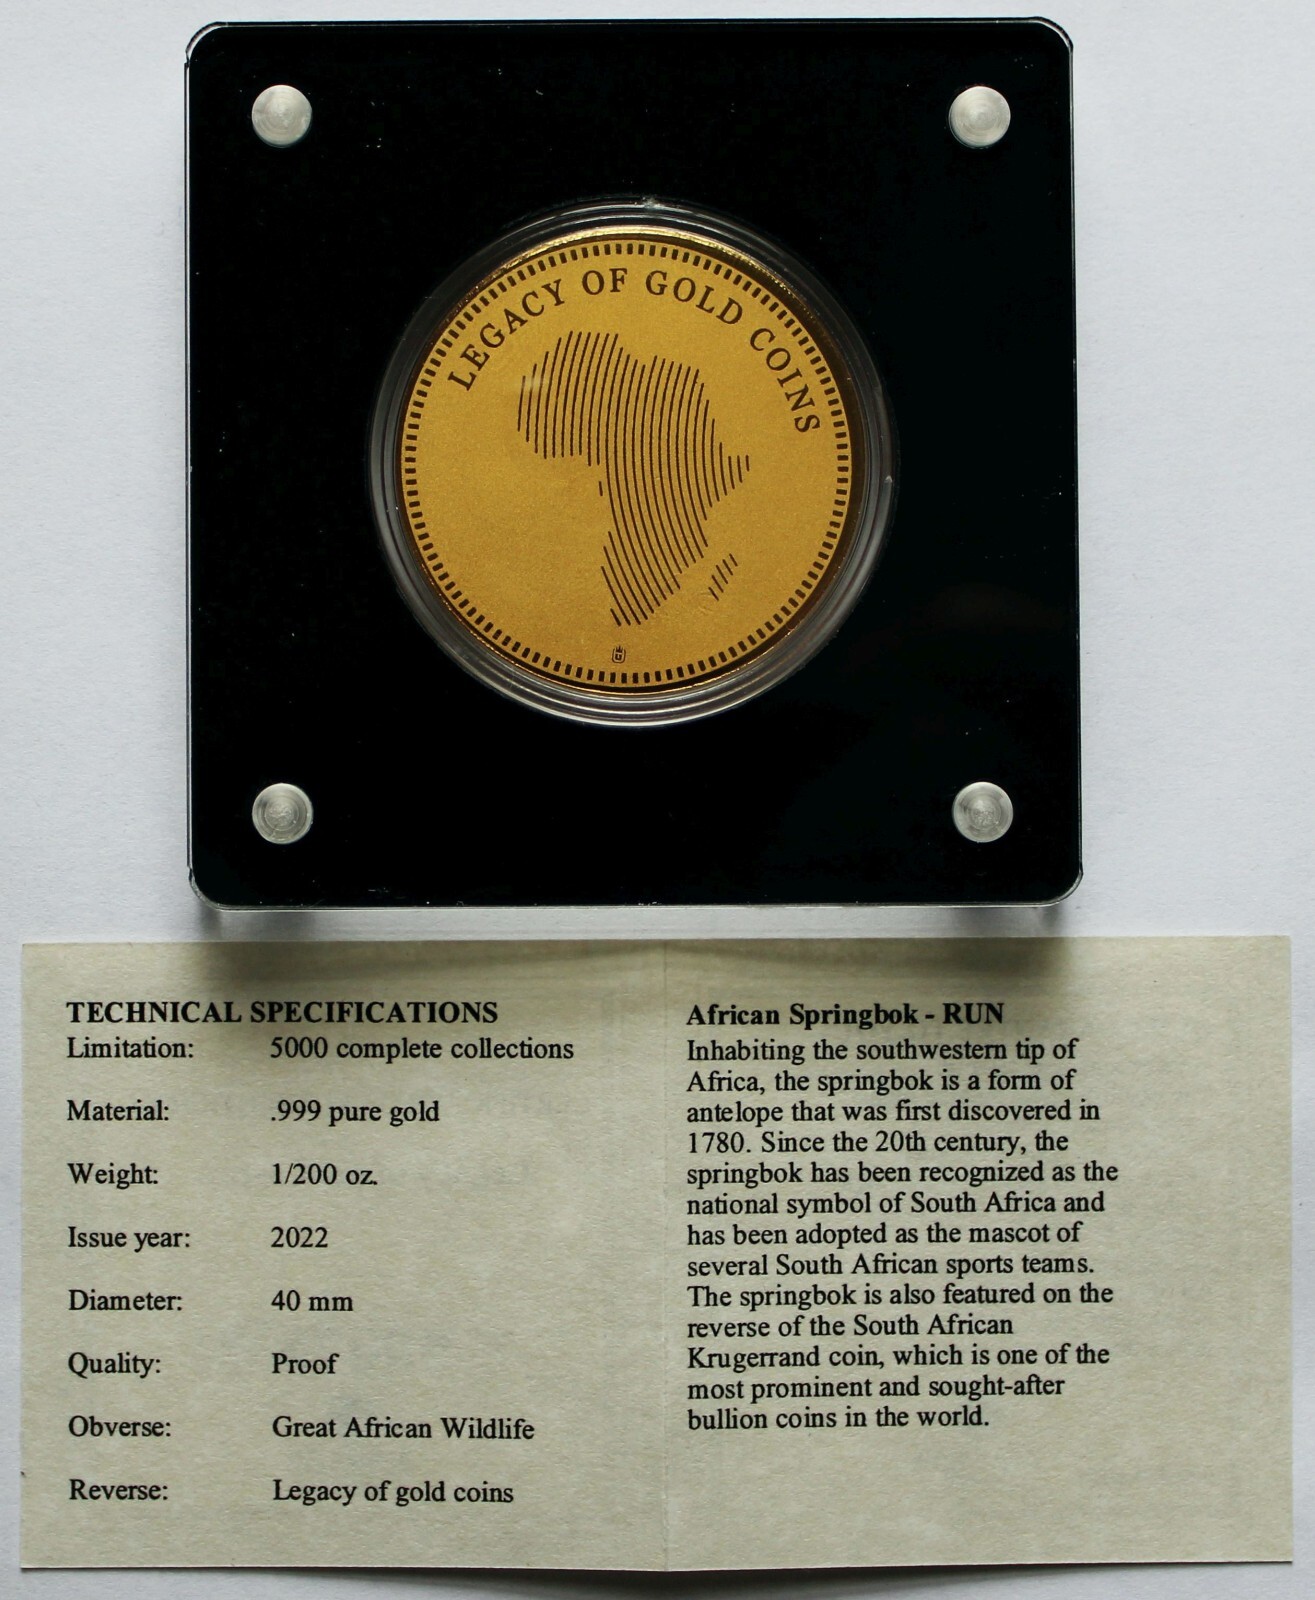 LEGACY OF GOLD COINS
TECHNICAL SPECIFICATIONS
Limitation: 5000 complete collections
Material: .999 pure gold
Weight: 1/200 oz.
Issue year: 2022
Diameter: 40 mm
Quality: Proof
Obverse: Great African Wildlife
Reverse: Legacy of gold coins
African Springbok - RUN
Inhabiting the southwestern tip of
Africa, the springbok is a form of
antelope that was first discovered in
1780. Since the 20th century, the
springbok has been recognized as the
national symbol of South Africa and
has been adopted as the mascot of
several South African sports teams.
The springbok is also featured on the
reverse of the South African
Krugerrand coin, which is one of the
most prominent and sought-after
bullion coins in the world.